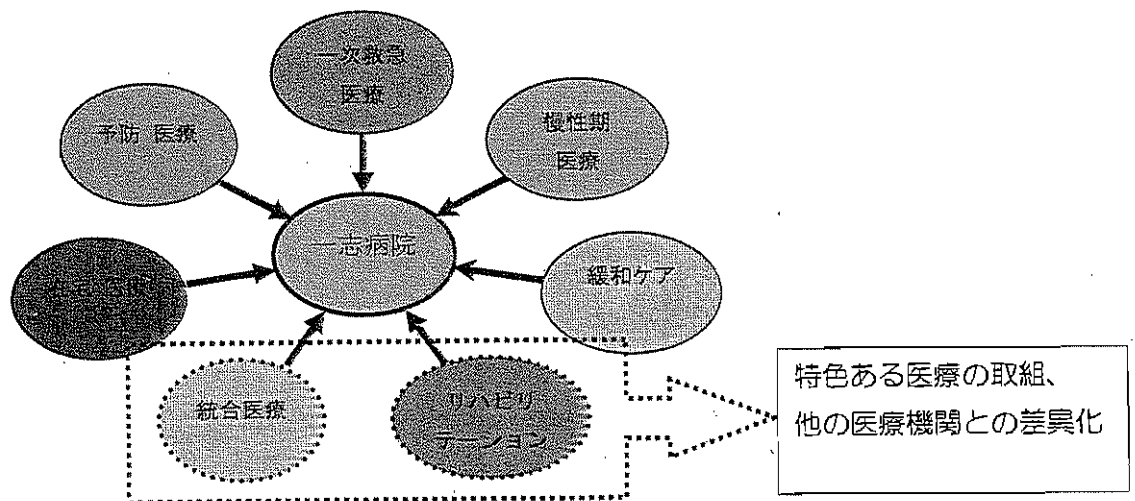 一次救急
医療
予防 医療
慢性期
医療
一志病院
緩和ケア
統合医療
リハビリ
テーション
特色ある医療の取組、
他の医療機関との差異化